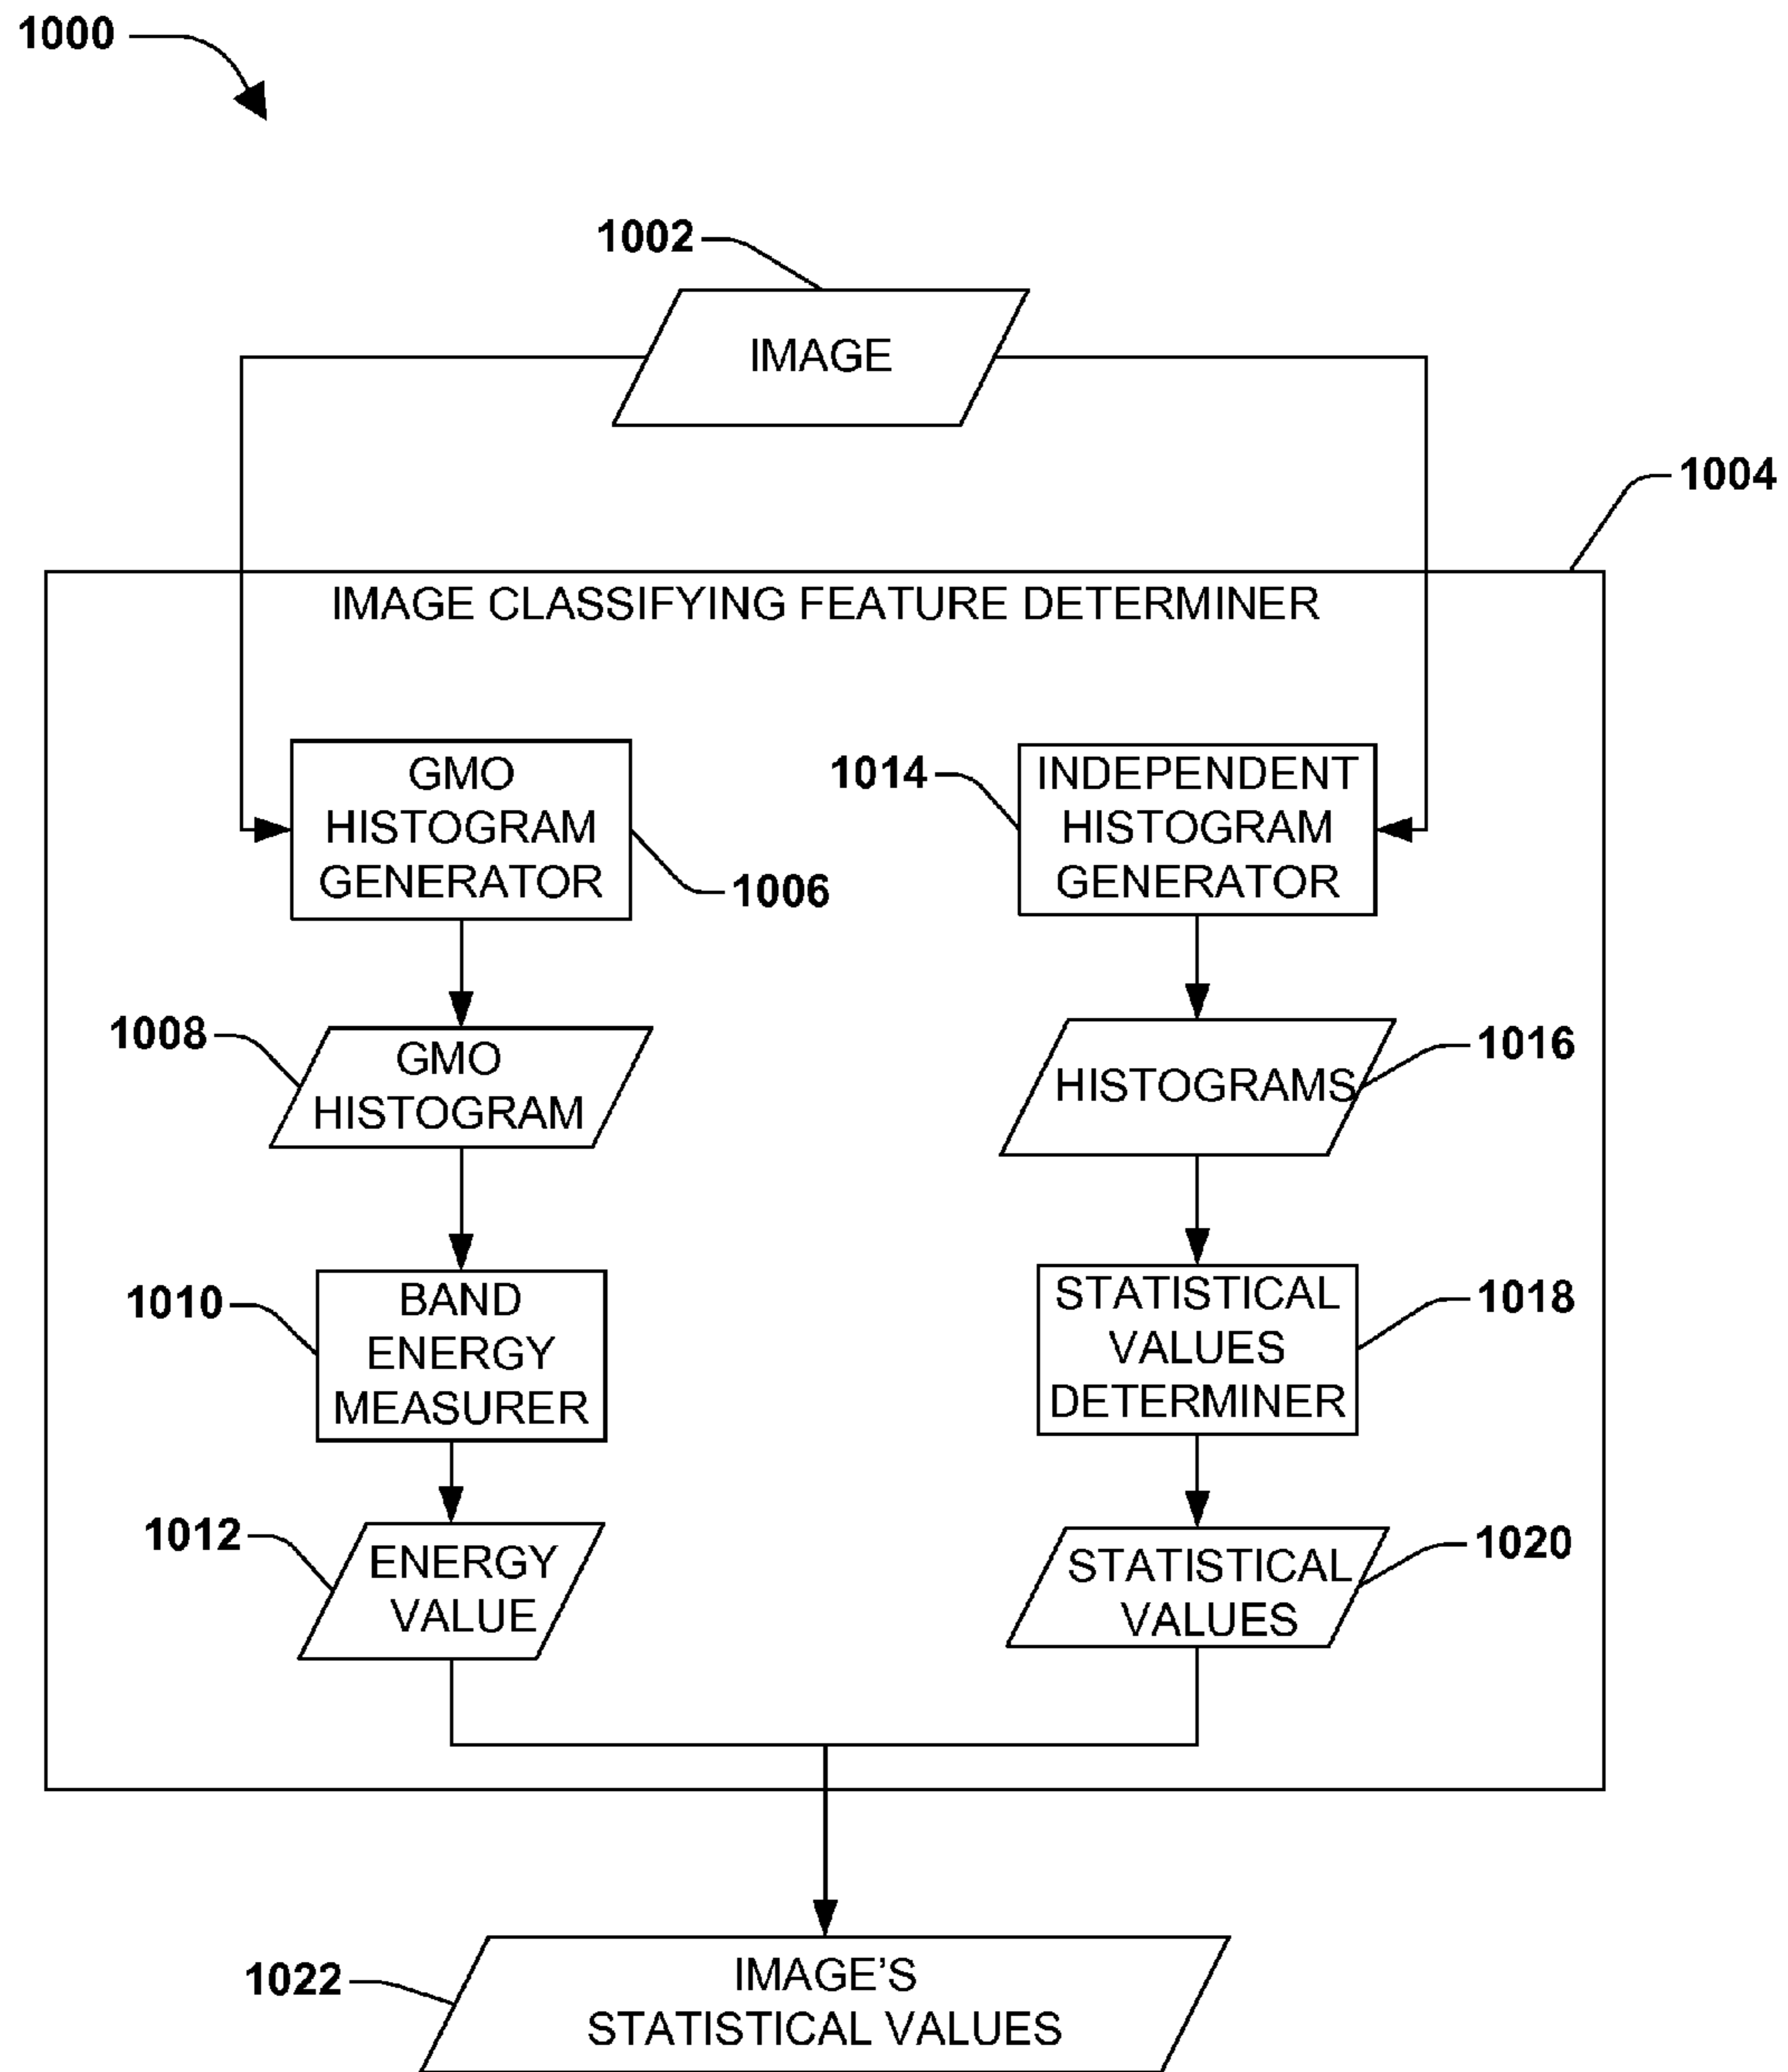 1000
1002
IMAGE
1004
IMAGE CLASSIFYING FEATURE DETERMINER
GMO
HISTOGRAM
GENERATOR
1006
1014
INDEPENDENT
HISTOGRAM
GENERATOR
1008
GMO
HISTOGRAM
HISTOGRAMS
1016
1010
BAND
ENERGY
MEASURER
STATISTICAL
VALUES
DETERMINER
1018
1012
ENERGY
VALUE
STATISTICAL
VALUES
1020
1022
IMAGE'S
STATISTICAL VALUES